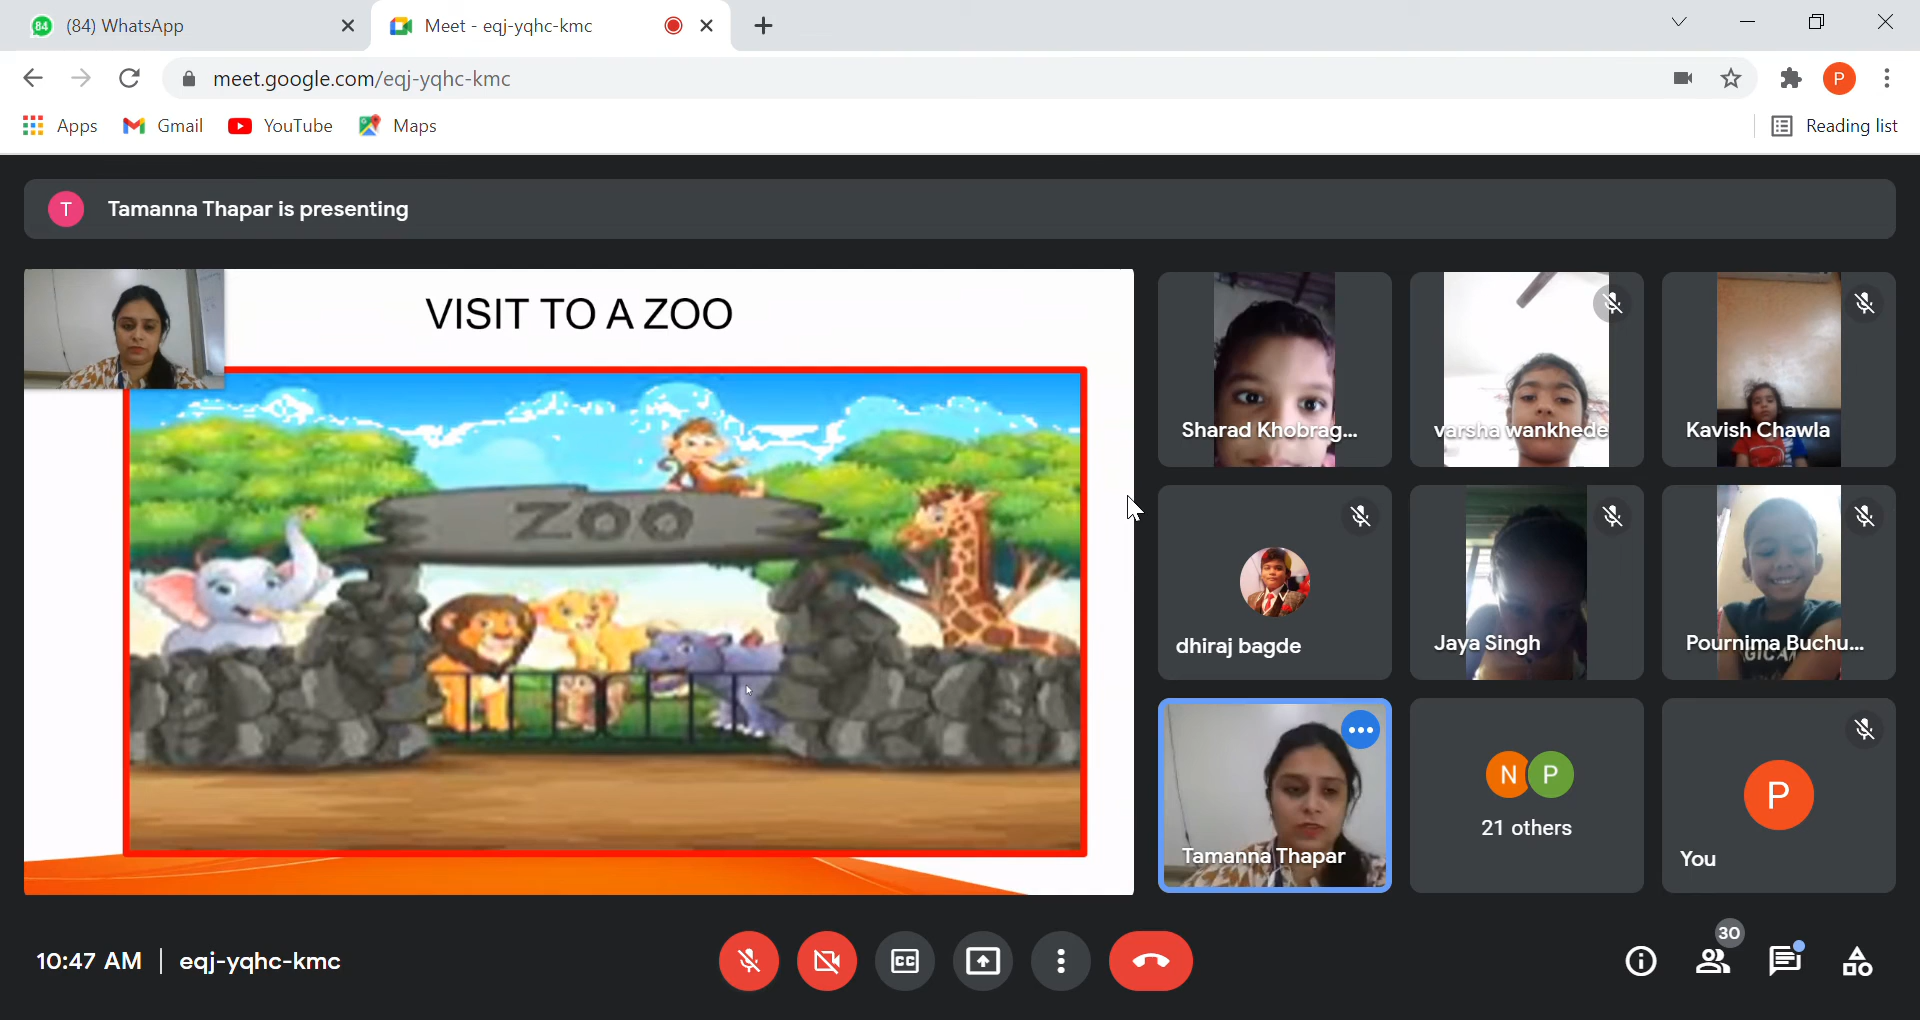 84
(84) WhatsApp
Meet - eqj-yqhc-kmc
meet.google.com/eqj-yqhc-kmc
P
Apps
Gmail
YouTube
Maps
Reading list
T
Tamanna Thapar is presenting
VISIT TO A ZOO
ZOO
Sharad Khobrag...
varsha wankhede
Kavish Chawla
dhiraj bagde
Jaya Singh
Pournima Buchu...
Tamanna Thapar
N
P
21 others
P
You
10:47 AM | eqj-yqhc-kmc
CC
30